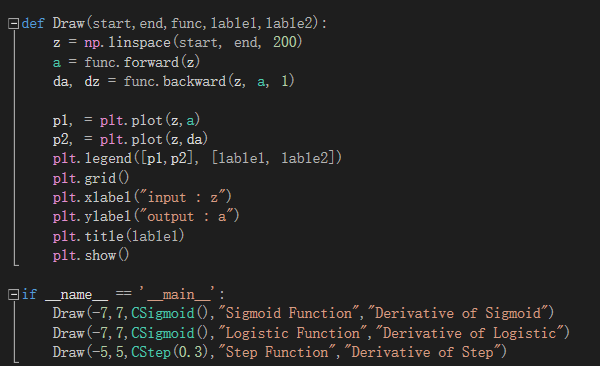 def Draw(start,end,func,lable1,lable2):
    z = np.linspace(start, end, 200)
    a = func.forward(z)
    da, dz = func.backward(z, a, 1)

    p1, = plt.plot(z,a)
    p2, = plt.plot(z,da)
    plt.legend([p1,p2], [lable1, lable2])
    plt.grid()
    plt.xlabel("input : z")
    plt.ylabel("output : a")
    plt.title(lable1)
    plt.show()

if __name__ == '__main__':
    Draw(-7,7,CSigmoid(),"Sigmoid Function","Derivative of Sigmoid")
    Draw(-7,7,CSigmoid(),"Logistic Function","Derivative of Logistic")
    Draw(-5,5,CStep(0.3),"Step Function","Derivative of Step")